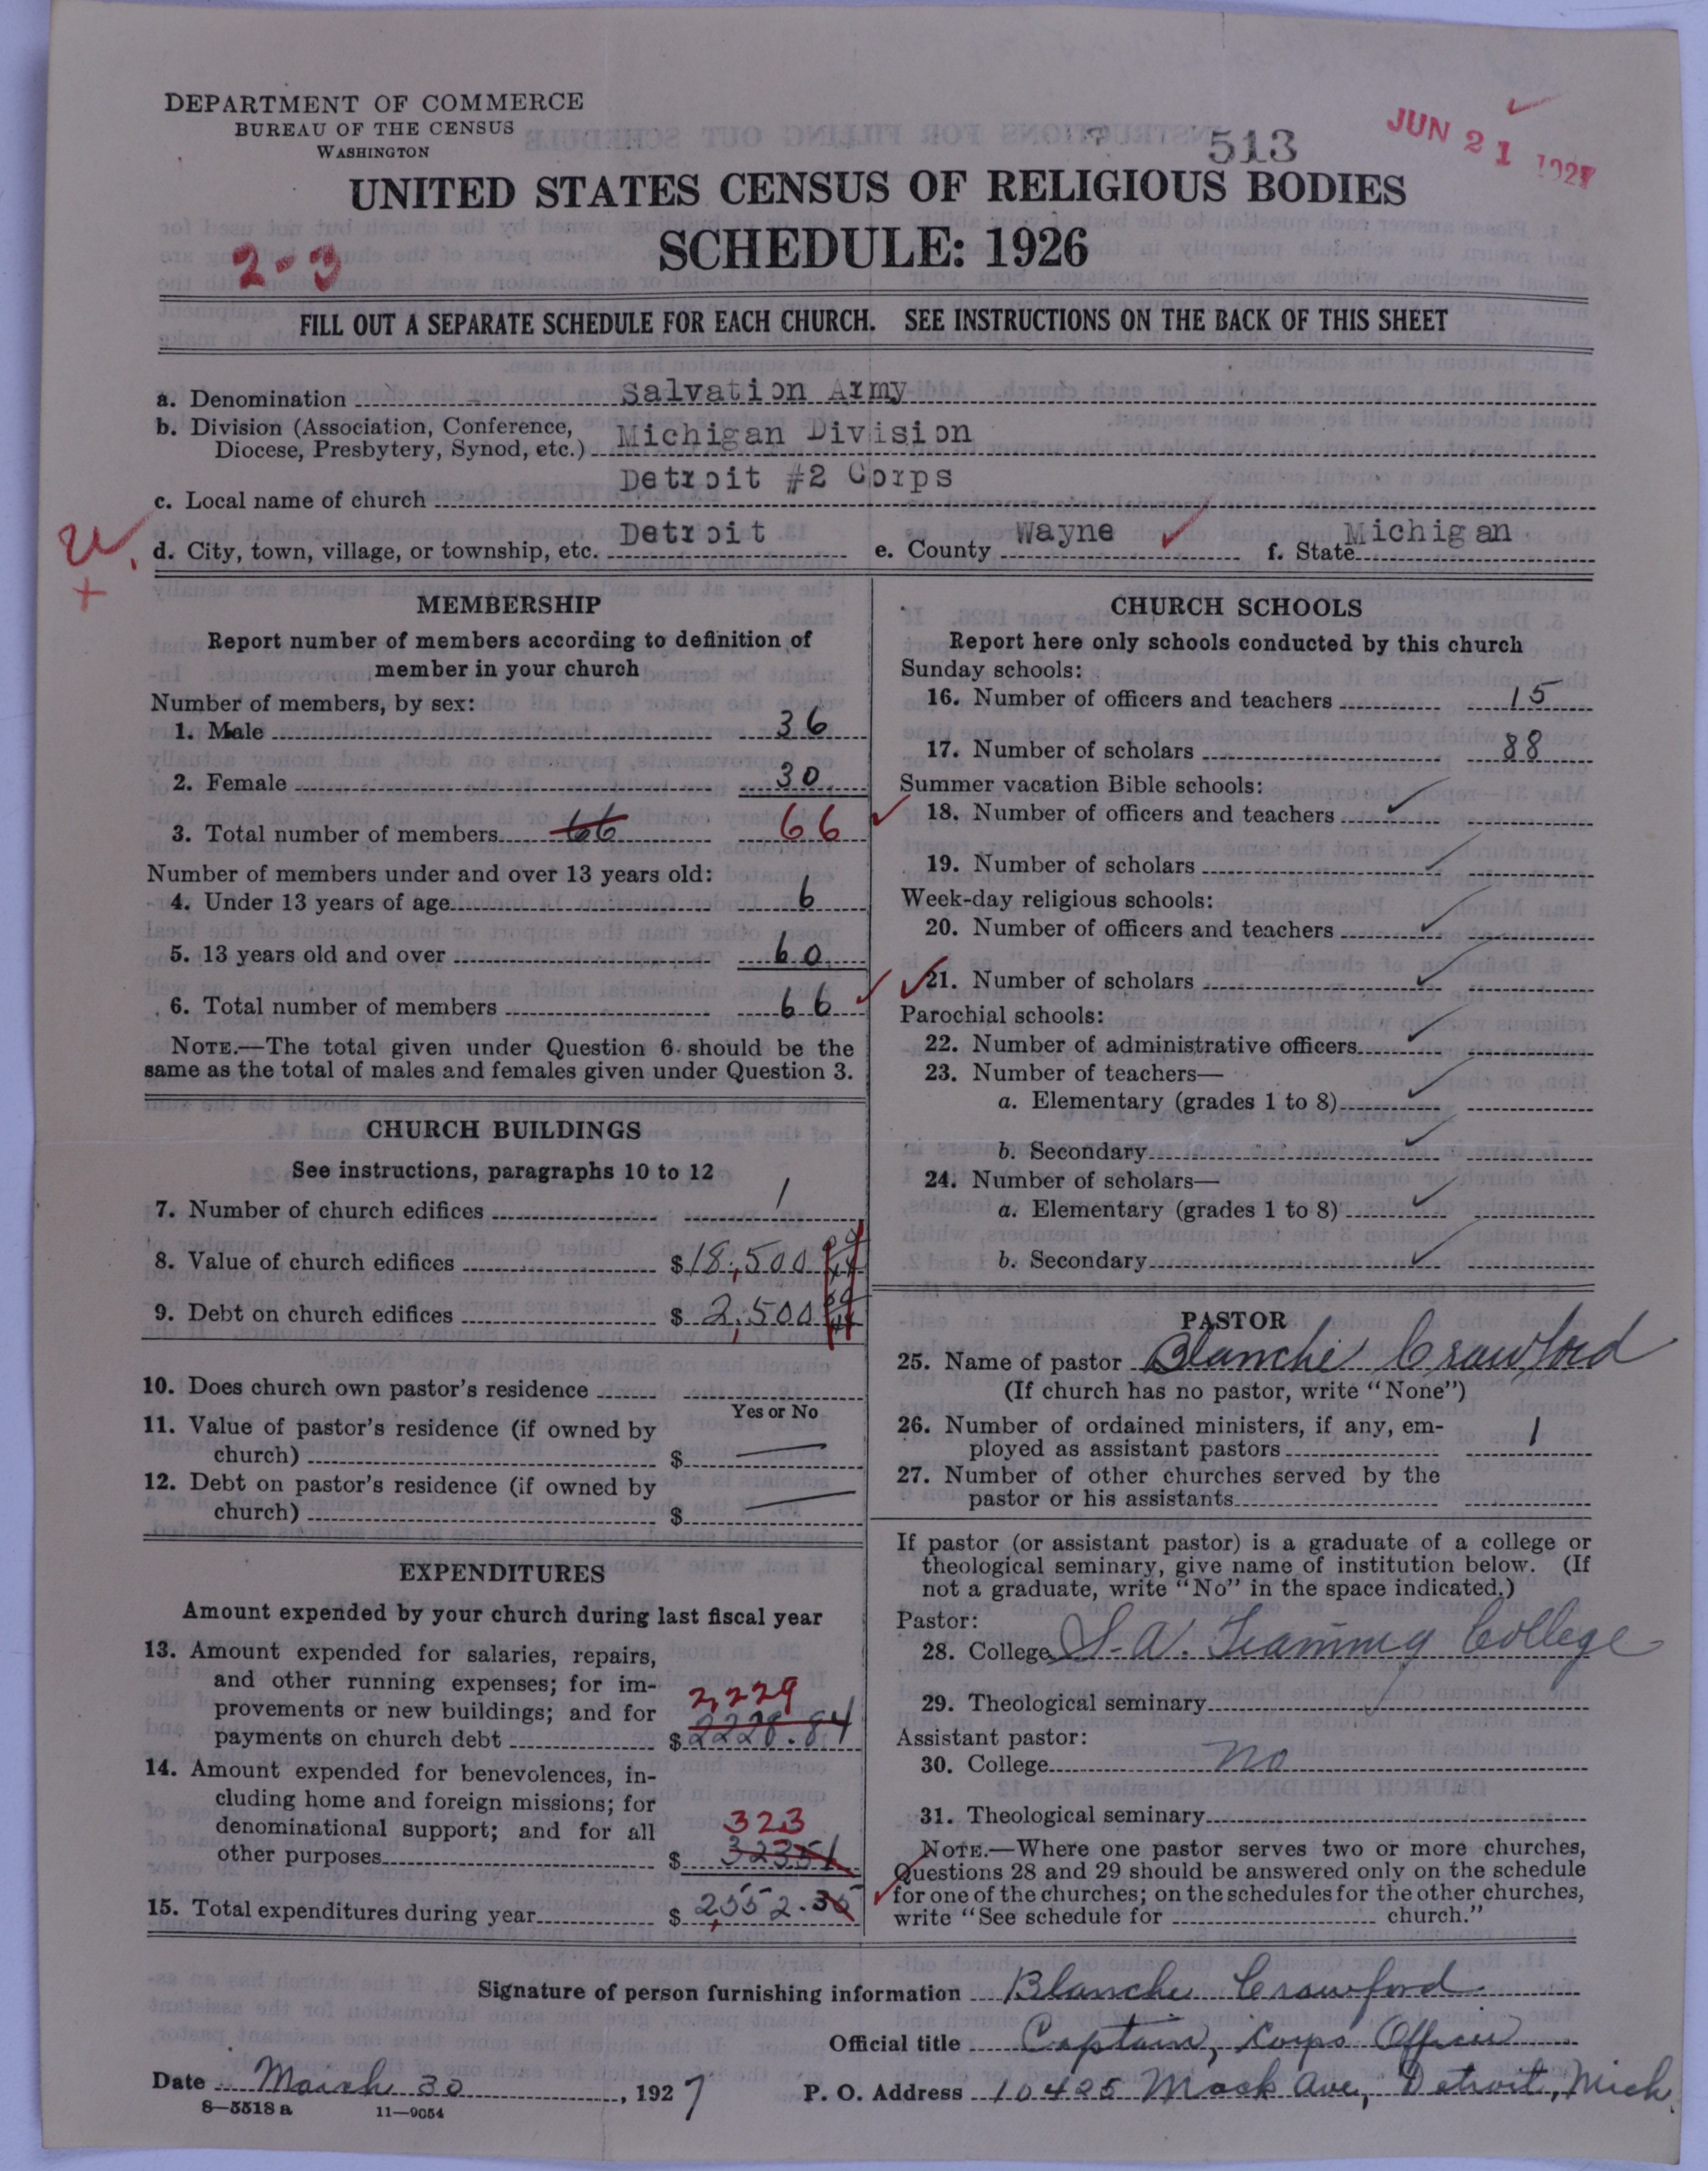 DEPARTMENT OF COMMERCE
BUREAU OF THE CENSUS
WASHINGTON
513
JUN 21 1927
UNITED STATES CENSUS OF RELIGIOUS BODIES
SCHEDULE: 1926
2-3
FILL OUT A SEPARATE SCHEDULE FOR EACH CHURCH. SEE INSTRUCTIONS ON THE BACK OF THIS SHEET
a. Denomination Salvation Army
b. Division (Association, Conference,
Diocese, Presbytery, Synod, etc.) Michigan Division
c. Local name of church Detroit #2 Corps
d. City, town, village, or township, etc. Detroit e. County Wayne f. State Michigan
MEMBERSHIP
Report number of members according to definition of
member in your church
Number of members, by sex:
1. Male 36
2. Female 30
3. Total number of members 66 66
Number of members under and over 13 years old:
4. Under 13 years of age 6
5. 13 years old and over 60
6. Total number of members 66
NOTE.—The total given under Question 6 should be the
same as the total of males and females given under Question 3.
CHURCH BUILDINGS
See instructions, paragraphs 10 to 12
7. Number of church edifices 1
8. Value of church edifices $18,500
9. Debt on church edifices $2,500
10. Does church own pastor's residence
Yes or No
11. Value of pastor's residence (if owned by
church) $ —
12. Debt on pastor's residence (if owned by
church) $ —
EXPENDITURES
Amount expended by your church during last fiscal year
13. Amount expended for salaries, repairs,
and other running expenses; for im-
provements or new buildings; and for 2,229
payments on church debt $2228.84
14. Amount expended for benevolences, in-
cluding home and foreign missions; for
denominational support; and for all 323
other purposes $ 32351
15. Total expenditures during year $2,552.35
CHURCH SCHOOLS
Report here only schools conducted by this church
Sunday schools:
16. Number of officers and teachers 15
17. Number of scholars 88
Summer vacation Bible schools:
18. Number of officers and teachers
19. Number of scholars
Week-day religious schools:
20. Number of officers and teachers
21. Number of scholars
Parochial schools:
22. Number of administrative officers
23. Number of teachers—
a. Elementary (grades 1 to 8)
b. Secondary
24. Number of scholars—
a. Elementary (grades 1 to 8)
b. Secondary
PASTOR
25. Name of pastor Blanche Crawford
(If church has no pastor, write "None")
26. Number of ordained ministers, if any, em-
ployed as assistant pastors 1
27. Number of other churches served by the
pastor or his assistants
If pastor (or assistant pastor) is a graduate of a college or
theological seminary, give name of institution below. (If
not a graduate, write "No" in the space indicated.)
Pastor:
28. College S.A. Training College
29. Theological seminary
Assistant pastor:
30. College no
31. Theological seminary
NOTE.—Where one pastor serves two or more churches,
Questions 28 and 29 should be answered only on the schedule
for one of the churches; on the schedules for the other churches,
write "See schedule for church."
Signature of person furnishing information Blanche Crawford
Official title Captain, Corps Officer
Date March 30, 1927 P. O. Address 10425 Mack Ave, Detroit, Mich.
8—5518a 11—9054